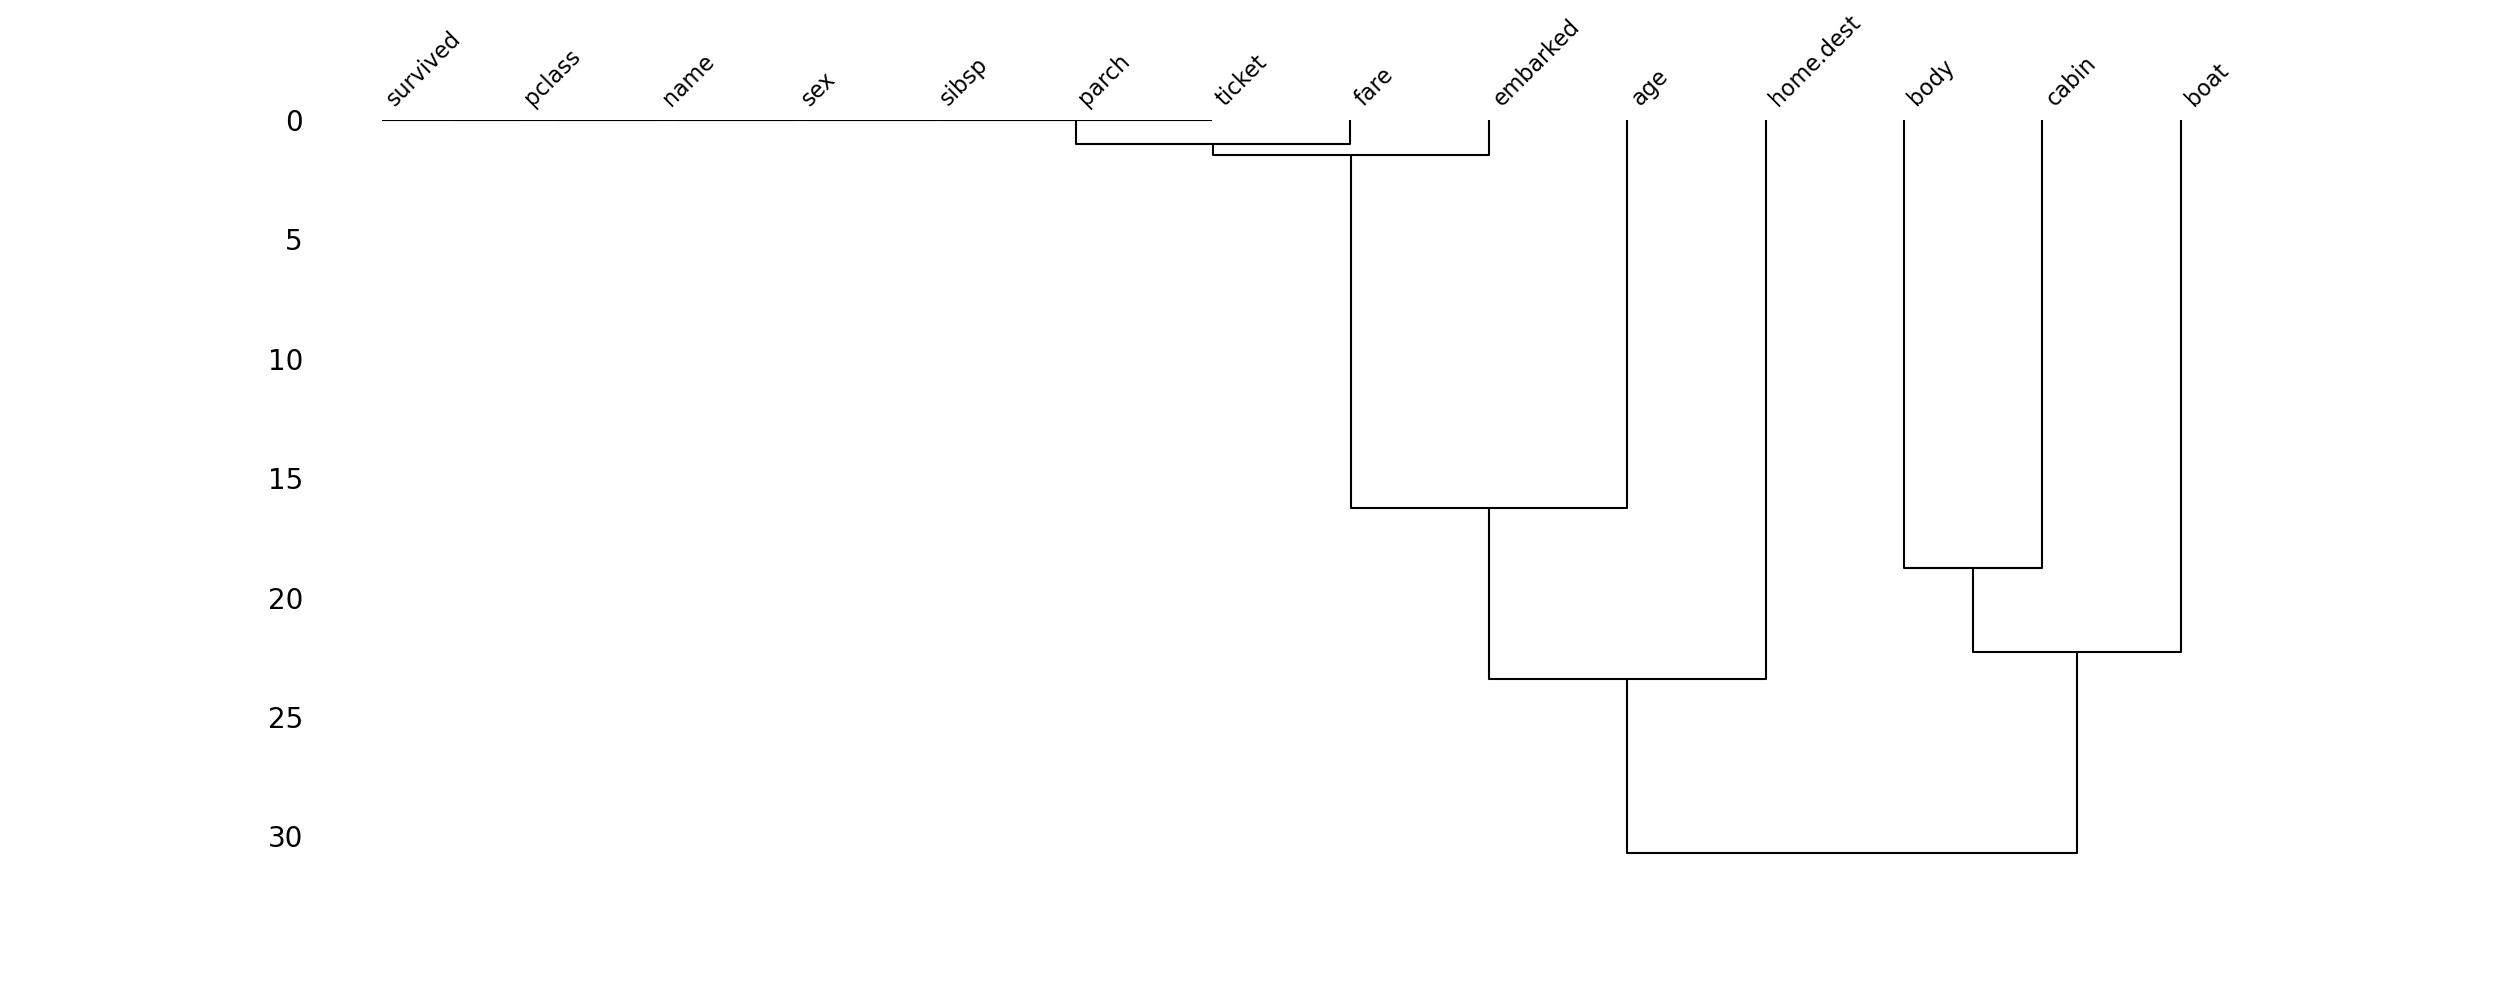 survived
pclass
name
sex
sibsp
parch
ticket
fare
embarked
age
home.dest
body
cabin
boat
0
5
10
15
20
25
30